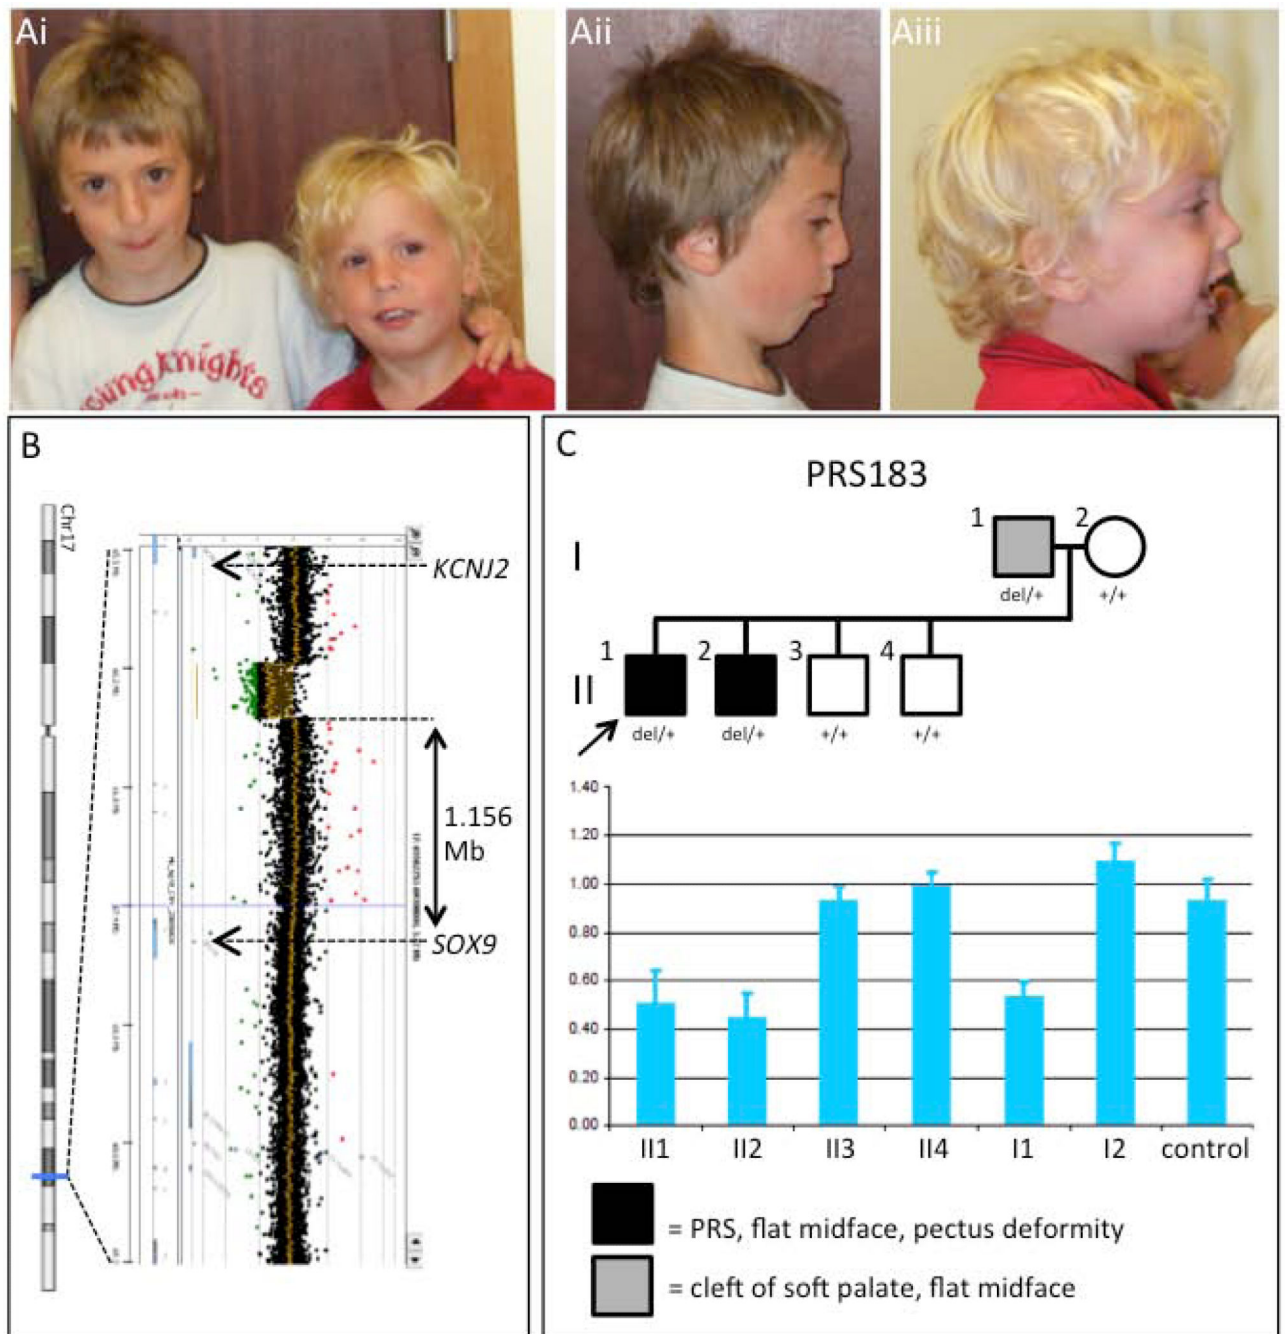 Ai
Aii
Aiii
Knights
B
Chr17
KCNJ2
1.156
Mb
SOX9
C
PRS183
1
2
I
del/+
+/+
1
2
3
4
II
del/+
del/+
+/+
+/+
1.40
1.20
1.00
0.80
0.60
0.40
0.20
0.00
II1
II2
II3
II4
I1
I2
control
= PRS, flat midface, pectus deformity
= cleft of soft palate, flat midface